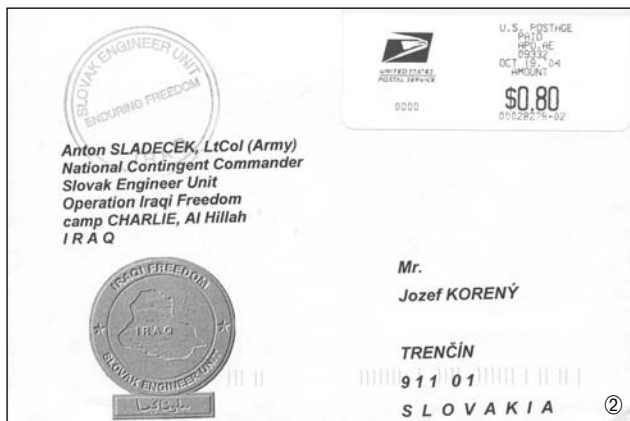 SLOVAK ENGINEER UNIT
ENDURING FREEDOM
IRAQ
UNITED STATES
POSTAL SERVICE
0000
U.S. POSTAGE
PAID
APO,AE
09332
OCT 19. 04
AMOUNT
$0.80
00028279-02
Anton SLADECEK, LtCol (Army)
National Contingent Commander
Slovak Engineer Unit
Operation Iraqi Freedom
camp CHARLIE, Al Hillah
I R A Q
IRAQI FREEDOM
IRAQ
SLOVAK ENGINEER UNIT
Mr.
Jozef KORENÝ
TRENČÍN
911 01
S L O V A K I A
②